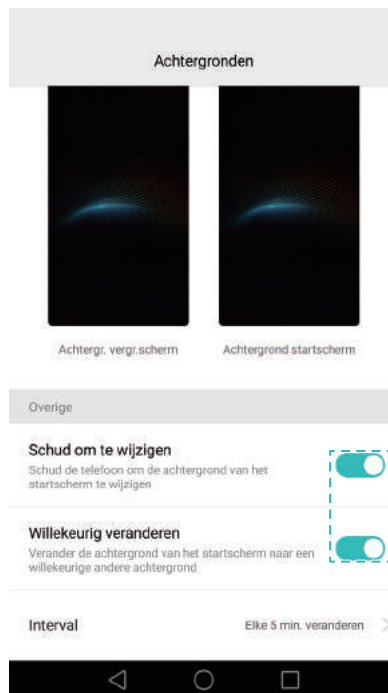 Achtergronden
Achtergr. vergr.scherm
Achtergrond startscherm
Overige
Schud om te wijzigen
Schud de telefoon om de achtergrond van het
startscherm te wijzigen
Willekeurig veranderen
Verander de achtergrond van het startscherm naar een
willekeurige andere achtergrond
Interval
Elke 5 min. veranderen